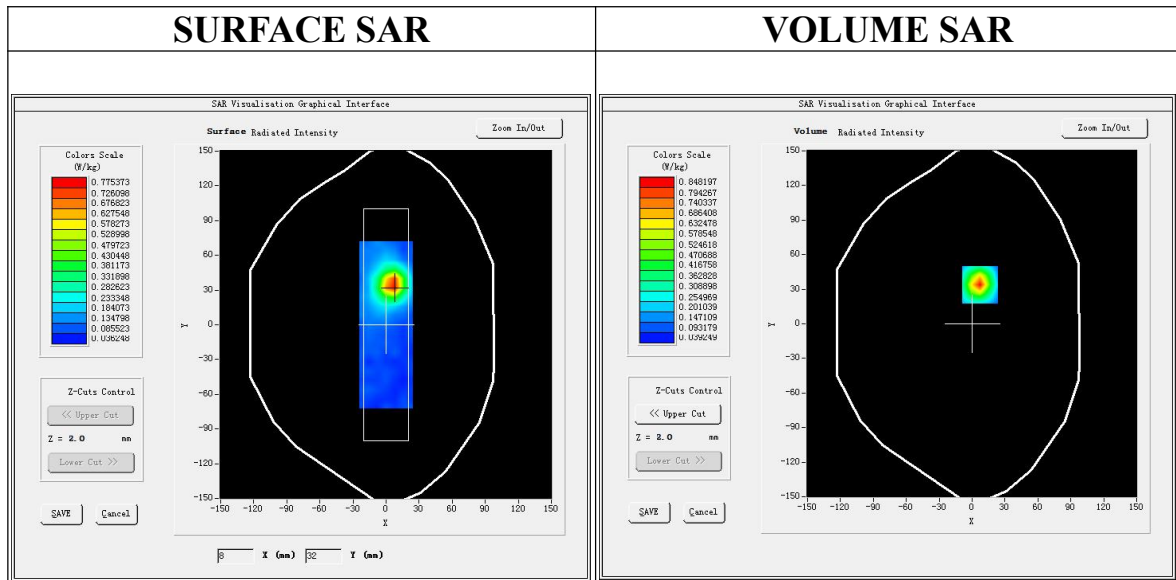 SURFACE SAR
VOLUME SAR
SAR Visualisation Graphical Interface
Surface Radiated Intensity
Zoom In/Out
Colors Scale
(W/kg)
0.775373
0.726098
0.676823
0.627548
0.578273
0.528998
0.479723
0.430448
0.381173
0.331898
0.282623
0.233348
0.184073
0.134798
0.085523
0.036248
150
120
90
60
30
0
-30
-60
-90
-120
-150
Y
-150 -120 -90 -60 -30 0 30 60 90 120 150
X
Z-Cuts Control
<< Upper Cut
Z = 2.0 mm
Lower Cut >>
SAVE Cancel
8 X (mm) 32 Y (mm)
SAR Visualisation Graphical Interface
Volume Radiated Intensity
Zoom In/Out
Colors Scale
(W/kg)
0.848197
0.794267
0.740337
0.686408
0.632478
0.578548
0.524618
0.470688
0.416758
0.362828
0.308898
0.254969
0.201039
0.147109
0.093179
0.039249
150
120
90
60
30
0
-30
-60
-90
-120
-150
Y
-150 -120 -90 -60 -30 0 30 60 90 120 150
X
Z-Cuts Control
<< Upper Cut
Z = 2.0 mm
Lower Cut >>
SAVE Cancel